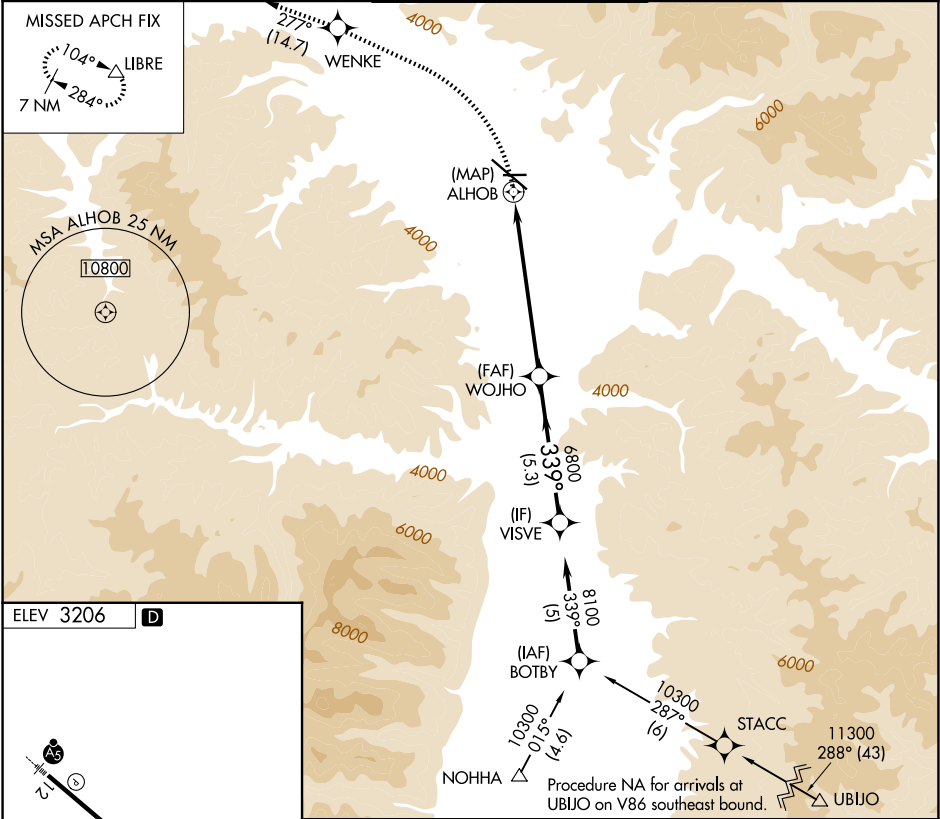 MISSED APCH FIX
104°
LIBRE
7 NM
284°
277°
(14.7)
WENKE
4000
6000
(MAP)
ALHOB
MSA ALHOB 25 NM
10800
4000
(FAF)
WOJHO
4000
4000
6800
339°
(5.3)
6000
(IF)
VISVE
8100
339°
(5)
ELEV 3206
D
8000
(IAF)
BOTBY
6000
10300
287°
(6)
STACC
10300
015°
(4.6)
11300
288° (43)
NOHHA
Procedure NA for arrivals at
UBIJO on V86 southeast bound.
UBIJO
A5
P
12